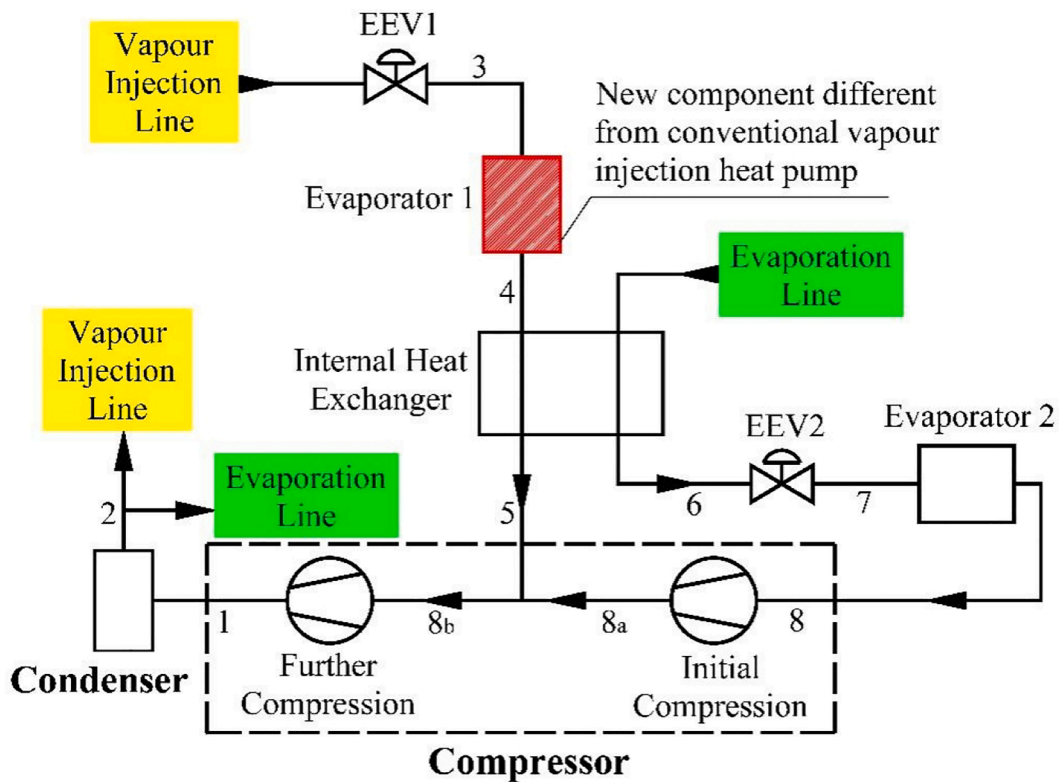 EEV1
Vapour
Injection
Line
3
New component different
from conventional vapour
injection heat pump
Evaporator 1
Evaporation
Line
4
Vapour
Injection
Line
Internal Heat
Exchanger
EEV2
Evaporator 2
Evaporation
Line
2
5
6
7
1
8b
8a
8
Condenser
Further
Compression
Initial
Compression
Compressor